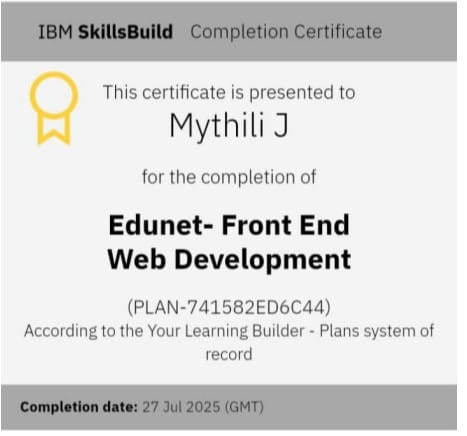 IBM SkillsBuild Completion Certificate
This certificate is presented to
Mythili J
for the completion of
Edunet- Front End
Web Development
(PLAN-741582ED6C44)
According to the Your Learning Builder - Plans system of
record
Completion date: 27 Jul 2025 (GMT)